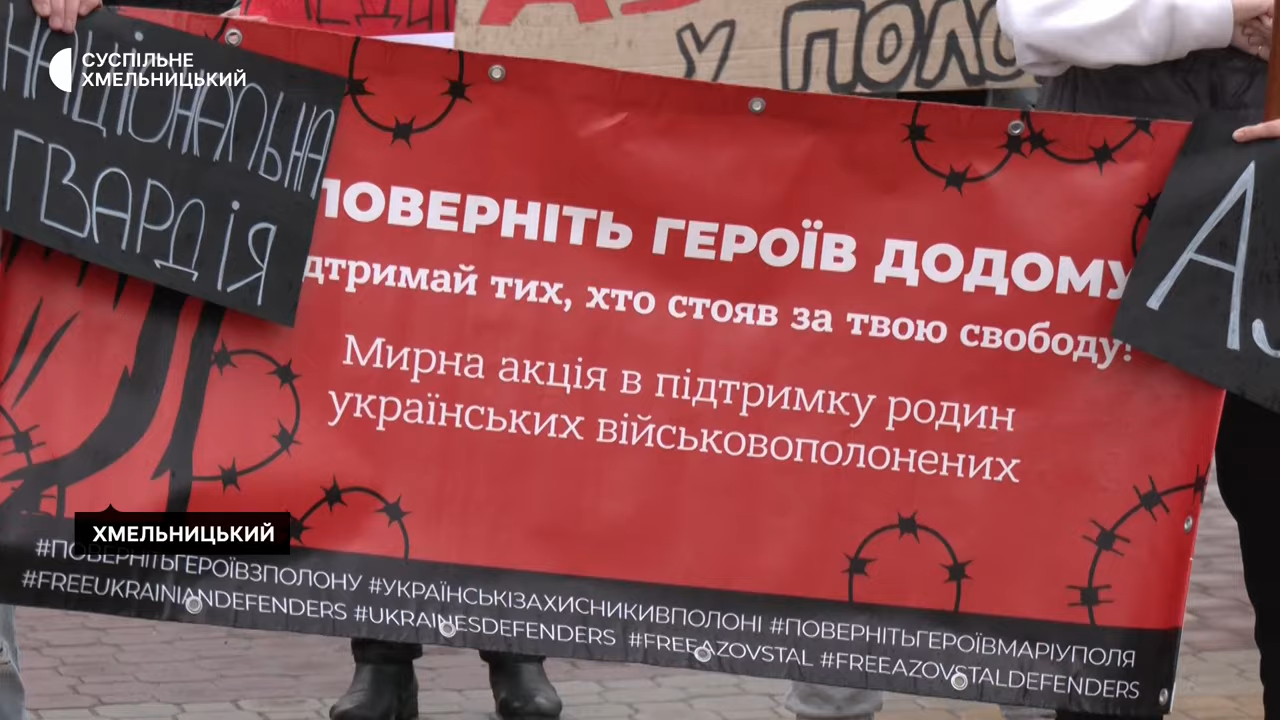 СУСПІЛЬНЕ
ХМЕЛЬНИЦЬКИЙ
У ПОЛО
НАЦІОНАЛЬНА
ГВАРДІЯ
ПОВЕРНІТЬ ГЕРОЇВ ДОДОМУ
дтримай тих, хто стояв за твою свободу!
Мирна акція в підтримку родин
українських військовополонених
ХМЕЛЬНИЦЬКИЙ
#ПОВЕРНІТЬГЕРОЇВЗПОЛОНУ #УКРАЇНСЬКІЗАХИСНИКИВПОЛОНІ #ПОВЕРНІТЬГЕРОЇВМАРІУПОЛЯ
#FREEUKRAINIANDEFENDERS #UKRAINESDEFENDERS #FREEAZOVSTAL #FREEAZOVSTALDEFENDERS